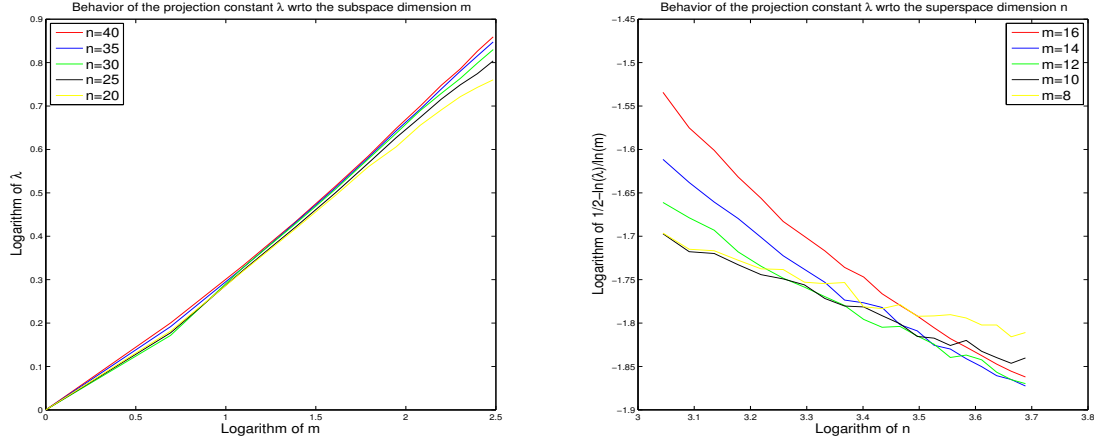 Behavior of the projection constant λ wrto the subspace dimension m
0.9
0.8
0.7
0.6
0.5
0.4
0.3
0.2
0.1
0
Logarithm of λ
n=40
n=35
n=30
n=25
n=20
0
0.5
1
1.5
2
2.5
Logarithm of m
Behavior of the projection constant λ wrto the superspace dimension n
−1.45
−1.5
−1.55
−1.6
−1.65
−1.7
−1.75
−1.8
−1.85
−1.9
Logarithm of 1/2−ln(λ)/ln(m)
m=16
m=14
m=12
m=10
m=8
3
3.1
3.2
3.3
3.4
3.5
3.6
3.7
3.8
Logarithm of n